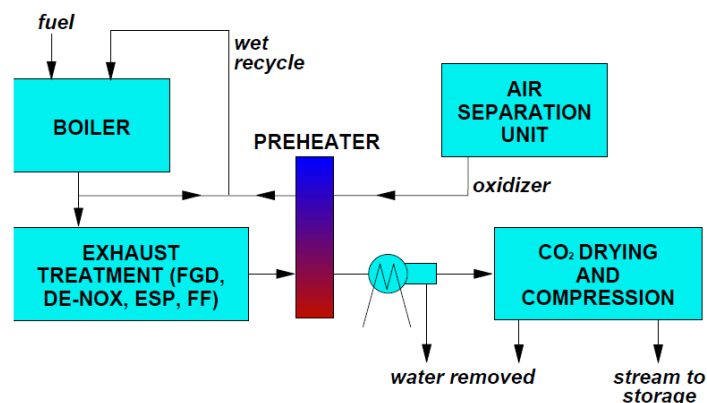 fuel
wet
recycle
BOILER
AIR
SEPARATION
UNIT
PREHEATER
oxidizer
EXHAUST
TREATMENT (FGD,
DE-NOX, ESP, FF)
CO₂ DRYING
AND
COMPRESSION
water removed
stream to
storage